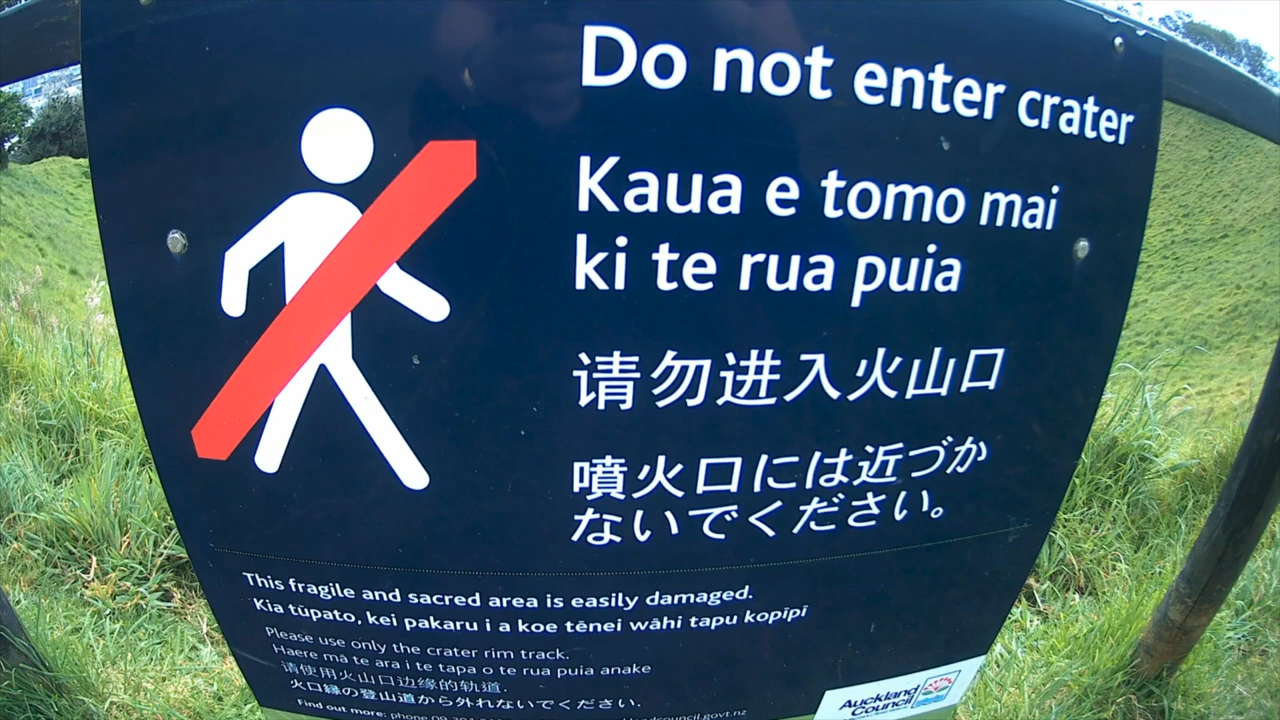 Do not enter crater
Kaua e tomo mai
ki te rua puia
请勿进入火山口
噴火口には近づか
ないでください。
This fragile and sacred area is easily damaged.
Kia tūpato, kei pakaru i a koe tēnei wāhi tapu kopīpī
Please use only the crater rim track.
Haere mā te ara i te tapa o te rua puia anake
请使用火山口边缘的轨道.
火口縁の登山道から外れないでください.
Find out more: phone 09
Auckland
Council